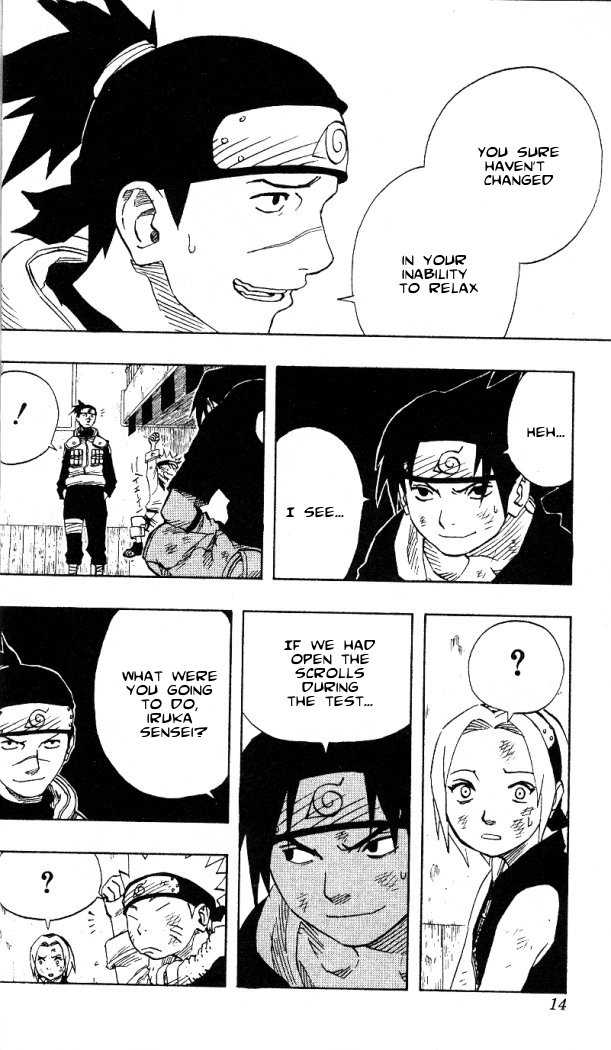 YOU SURE
HAVEN'T
CHANGED
IN YOUR
INABILITY
TO RELAX
HEH...
I SEE...
!
?
IF WE HAD
OPEN THE
SCROLLS
DURING
THE TEST...
WHAT WERE
YOU GOING
TO DO,
IRUKA
SENSEI?
?
14